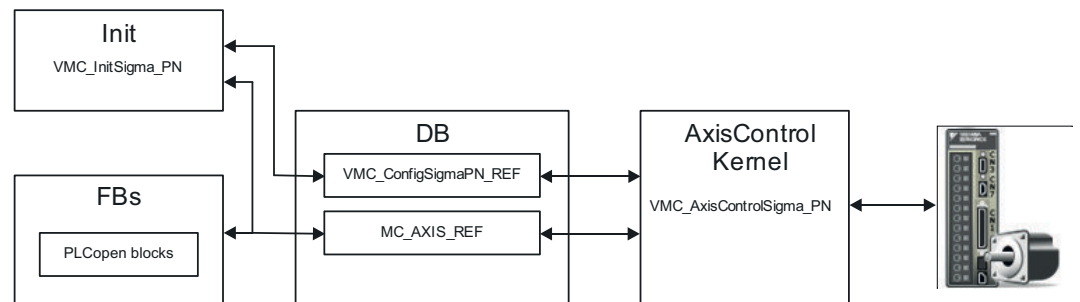 Init
VMC_InitSigma_PN
FBs
PLCopen blocks
DB
VMC_ConfigSigmaPN_REF
MC_AXIS_REF
AxisControl
Kernel
VMC_AxisControlSigma_PN